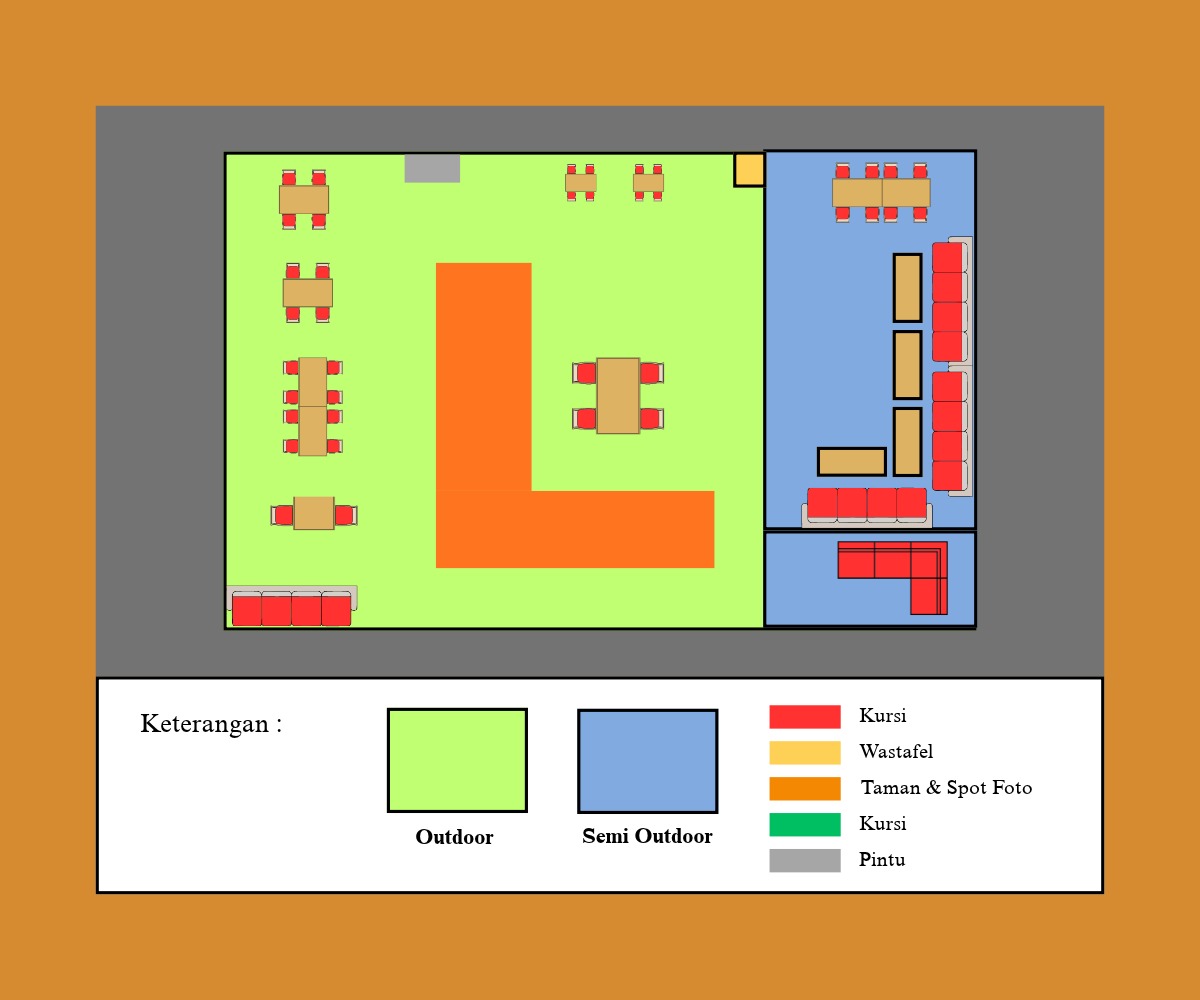 Keterangan :
Outdoor
Semi Outdoor
Kursi
Wastafel
Taman & Spot Foto
Kursi
Pintu